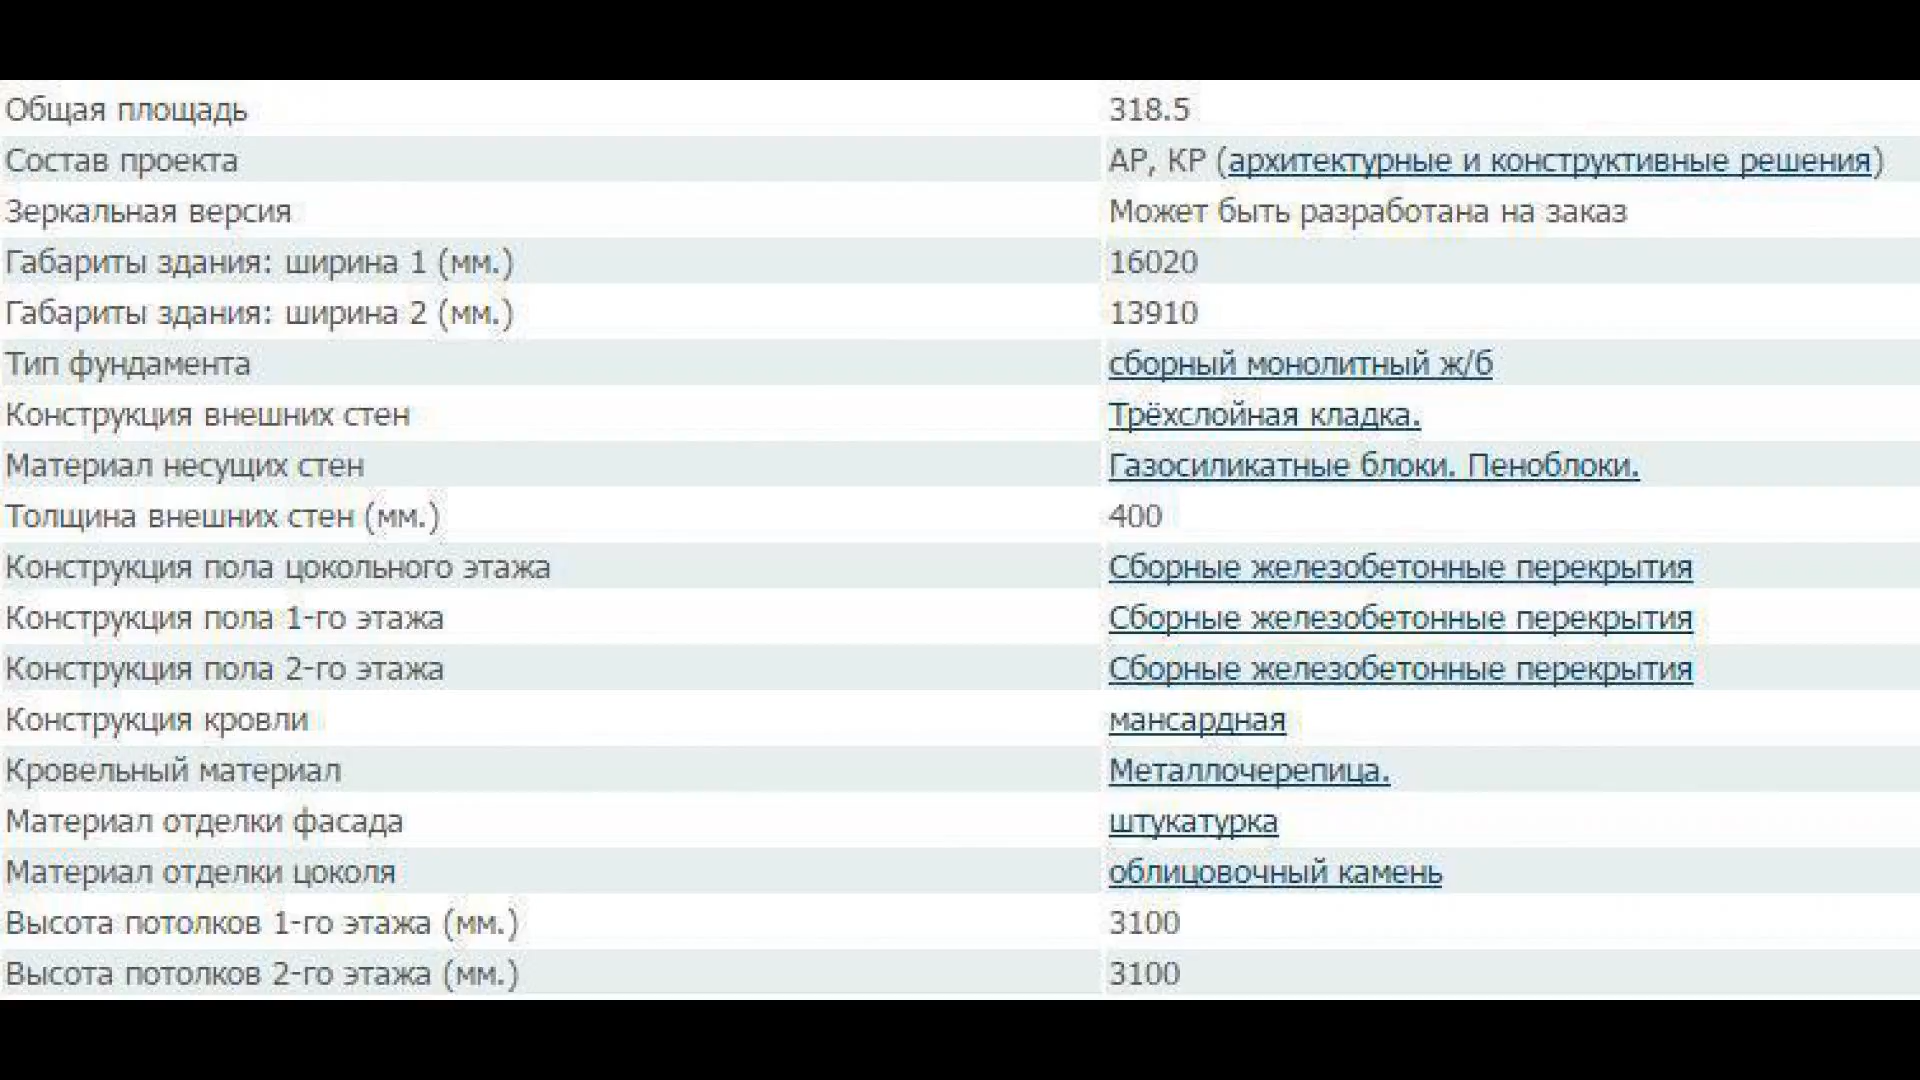 Общая площадь 318.5
Состав проекта АР, КР (архитектурные и конструктивные решения)
Зеркальная версия Может быть разработана на заказ
Габариты здания: ширина 1 (мм.) 16020
Габариты здания: ширина 2 (мм.) 13910
Тип фундамента сборный монолитный ж/б
Конструкция внешних стен Трёхслойная кладка.
Материал несущих стен Газосиликатные блоки. Пеноблоки.
Толщина внешних стен (мм.) 400
Конструкция пола цокольного этажа Сборные железобетонные перекрытия
Конструкция пола 1-го этажа Сборные железобетонные перекрытия
Конструкция пола 2-го этажа Сборные железобетонные перекрытия
Конструкция кровли мансардная
Кровельный материал Металлочерепица.
Материал отделки фасада штукатурка
Материал отделки цоколя облицовочный камень
Высота потолков 1-го этажа (мм.) 3100
Высота потолков 2-го этажа (мм.) 3100